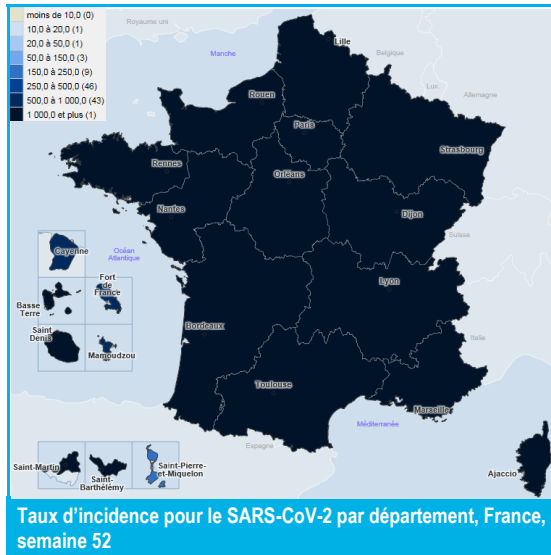 moins de 10,0 (0)
10,0 à 20,0 (1)
20,0 à 50,0 (1)
50,0 à 150,0 (3)
150,0 à 250,0 (9)
250,0 à 500,0 (46)
500,0 à 1 000,0 (43)
1 000,0 et plus (1)
Royaume uni
Lille
Manche
Belgique
Lux.
Allemagne
Rouen
Paris
Strasbourg
Rennes
Orléans
Nantes
Dijon
Suisse
Océan
Atlantique
Cayenne
Fort
de
France
Basse
Terre
Saint
Denis
Mamoudzou
Lyon
Bordeaux
Italie
Toulouse
Marseille
Méditerranée
Espagne
Saint-Martin
Saint-
Barthélémy
Saint-Pierre-
et-Miquelon
Ajaccio
Taux d’incidence pour le SARS-CoV-2 par département, France,
semaine 52